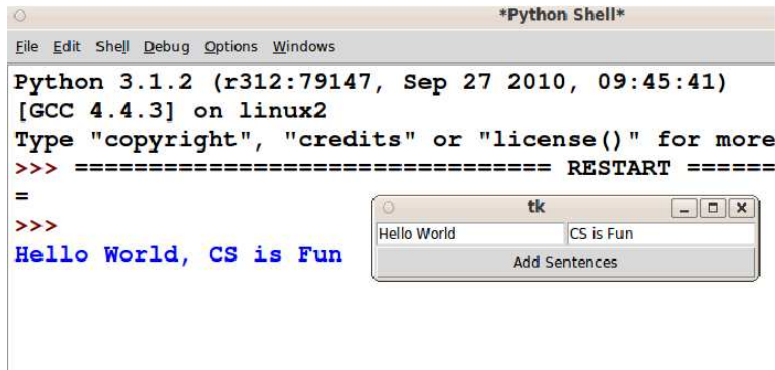 *Python Shell*
File Edit Shell Debug Options Windows
Python 3.1.2 (r312:79147, Sep 27 2010, 09:45:41)
[GCC 4.4.3] on linux2
Type "copyright", "credits" or "license()" for more
>>> ================================ RESTART ======
=
>>>
Hello World, CS is Fun
tk
Hello World CS is Fun
Add Sentences